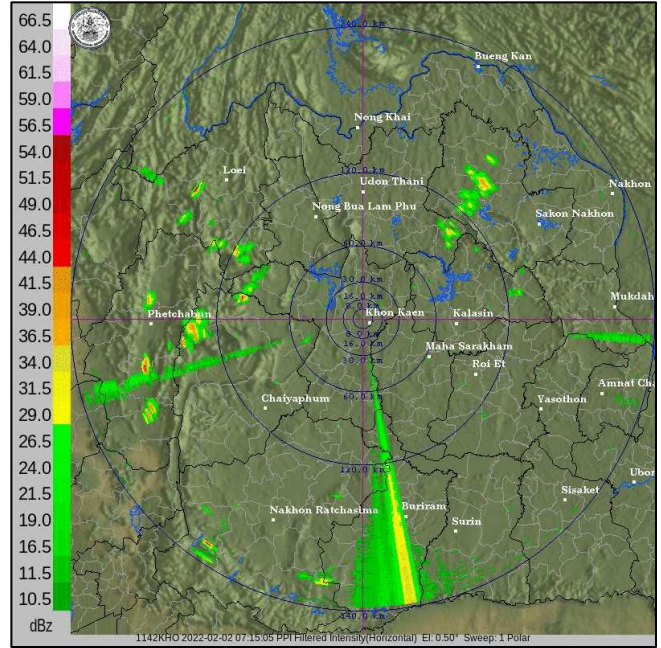 66.5
64.0
61.5
59.0
56.5
54.0
51.5
49.0
46.5
44.0
41.5
39.0
36.5
34.0
31.5
29.0
26.5
24.0
21.5
19.0
16.5
11.5
10.5
dBz
Bueng Kan
Nong Khai
Loei
Udon Thani
Nakhon
Nong Bua Lam Phu
Sakon Nakhon
60.0 km
30.0 km
Mukdah
Phetchabun
Khon Kaen
Kalasin
30.0 km
Maha Sarakham
Roi Et
60.0 km
Chaiyaphum
Yasothon
Amnat Cha
120.0 km
Ubon
Sisaket
Nakhon Ratchasima
Buriram
Surin
1142KHO 2022-02-02 07:15:05 PPI Filtered Intensity(Horizontal) El: 0.50° Sweep: 1 Polar